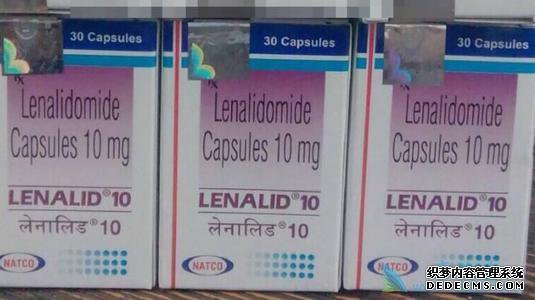 30 Capsules
Rx
Lenalidomide
Capsules 10 mg
LENALID® 10
लेनालिड® 10
NATCO
30 Capsules
Rx
Lenalidomide
Capsules 10 mg
LENALID® 10
लेनालिड® 10
NATCO
30 Capsules
Lenalidomide
Capsules 10 mg
LENALID® 10
लेनालिड® 10
NATCO
织梦内容管理系统
DEDECMS.COM